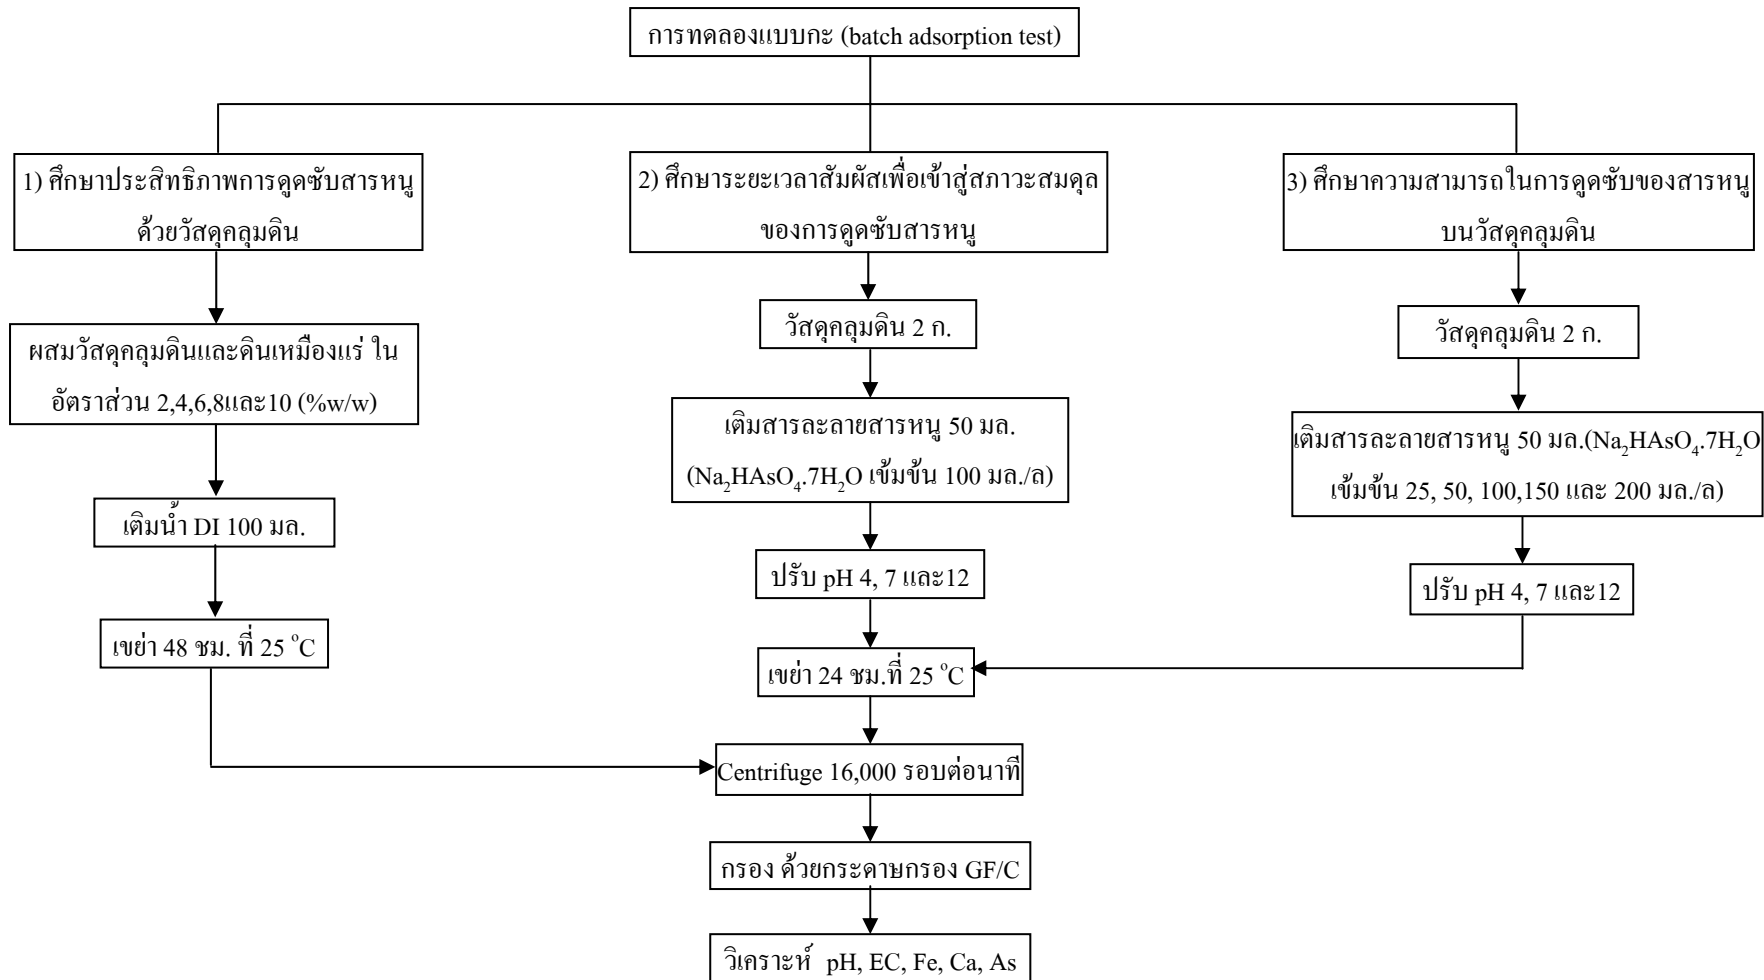 การทดลองแบบกะ (batch adsorption test)
1) ศึกษาประสิทธิภาพการดูดซับสารหนู
ด้วยวัสดุคลุมดิน
2) ศึกษาระยะเวลาสัมผัสเพื่อเข้าสู่สภาวะสมดุล
ของการดูดซับสารหนู
3) ศึกษาความสามารถในการดูดซับของสารหนู
บนวัสดุคลุมดิน
ผสมวัสดุคลุมดินและดินเหมืองแร่ ใน
อัตราส่วน 2,4,6,8และ10 (%w/w)
วัสดุคลุมดิน 2 ก.
วัสดุคลุมดิน 2 ก.
เติมสารละลายสารหนู 50 มล.
(Na₂HAsO₄.7H₂O เข้มข้น 100 มล./ล)
เติมสารละลายสารหนู 50 มล.(Na₂HAsO₄.7H₂O
เข้มข้น 25, 50, 100,150 และ 200 มล./ล)
เติมน้ำ DI 100 มล.
ปรับ pH 4, 7 และ12
ปรับ pH 4, 7 และ12
เขย่า 48 ชม. ที่ 25 °C
เขย่า 24 ชม.ที่ 25 °C
Centrifuge 16,000 รอบต่อนาที
กรอง ด้วยกระดาษกรอง GF/C
วิเคราะห์ pH, EC, Fe, Ca, As